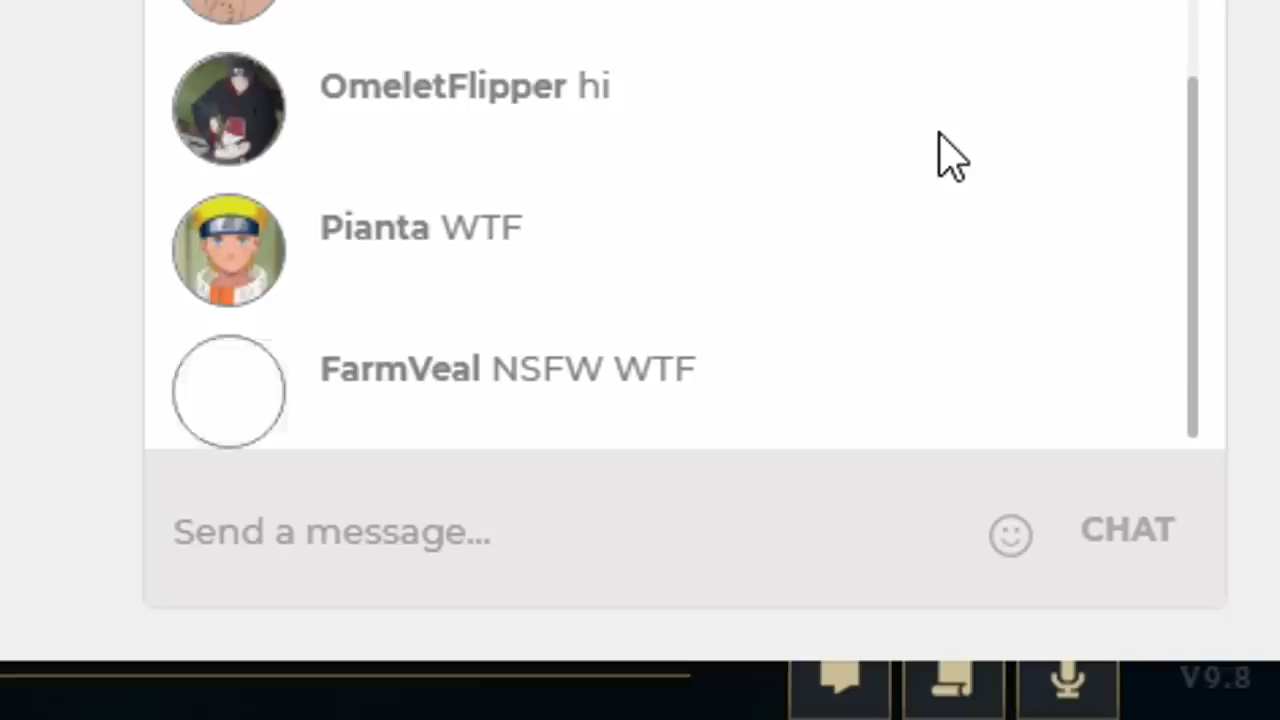 OmeletFlipper hi
Pianta WTF
FarmVeal NSFW WTF
Send a message...
CHAT
V9.8